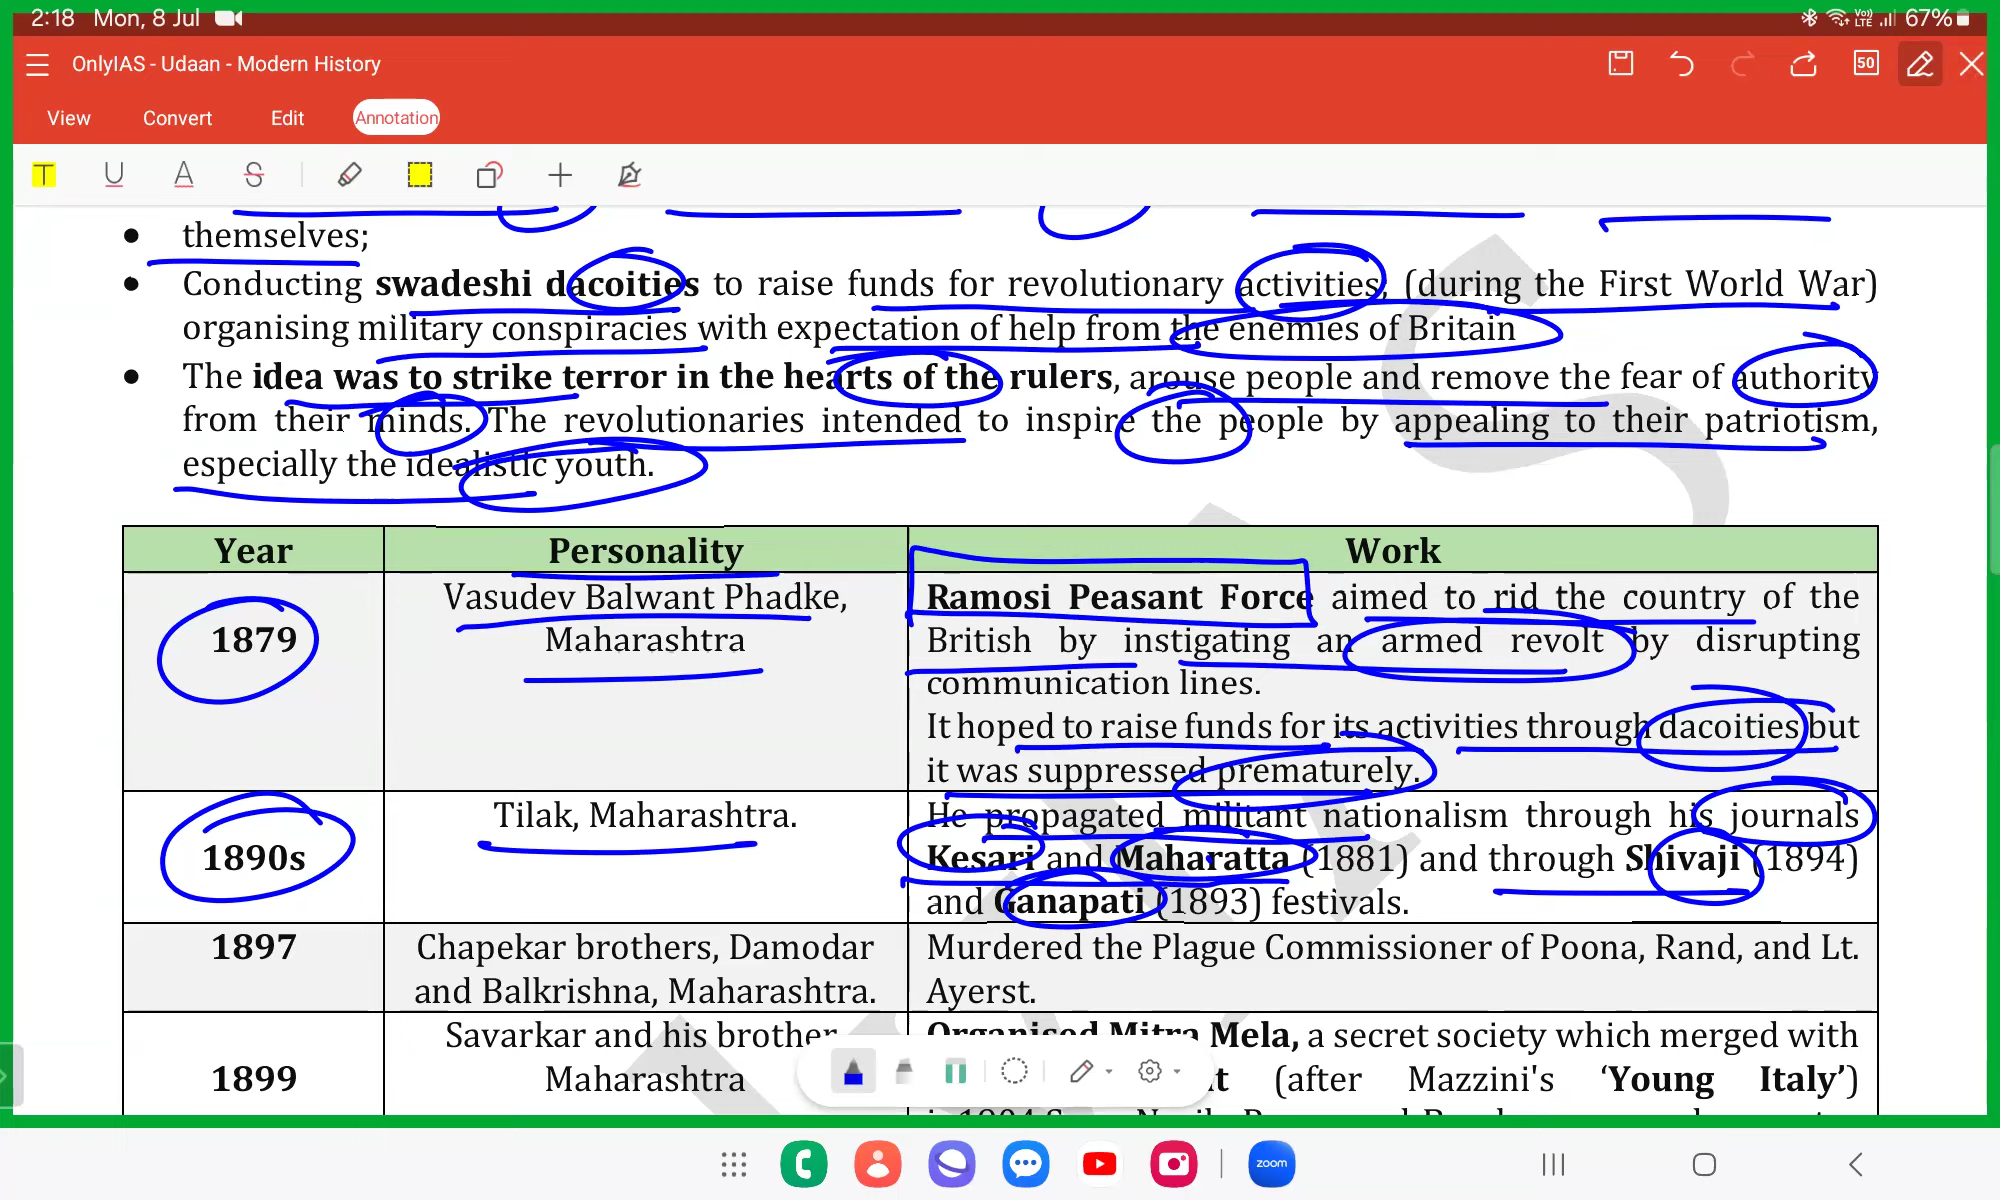 2:18 Mon, 8 Jul
67%
OnlyIAS - Udaan - Modern History
50
View Convert Edit Annotation
T U A S
themselves;
Conducting swadeshi dacoities to raise funds for revolutionary activities, (during the First World War)
organising military conspiracies with expectation of help from the enemies of Britain
The idea was to strike terror in the hearts of the rulers, arouse people and remove the fear of authority
from their minds. The revolutionaries intended to inspire the people by appealing to their patriotism,
especially the idealistic youth.
Year Personality Work
1879
Vasudev Balwant Phadke,
Maharashtra
Ramosi Peasant Force aimed to rid the country of the
British by instigating an armed revolt by disrupting
communication lines.
It hoped to raise funds for its activities through dacoities but
it was suppressed prematurely.
1890s
Tilak, Maharashtra.
He propagated militant nationalism through his journals
Kesari and Maharatta (1881) and through Shivaji (1894)
and Ganapati (1893) festivals.
1897
Chapekar brothers, Damodar
and Balkrishna, Maharashtra.
Murdered the Plague Commissioner of Poona, Rand, and Lt.
Ayerst.
1899
Savarkar and his brother
Maharashtra
Organised Mitra Mela, a secret society which merged with
(after Mazzini's ‘Young Italy’)
zoom